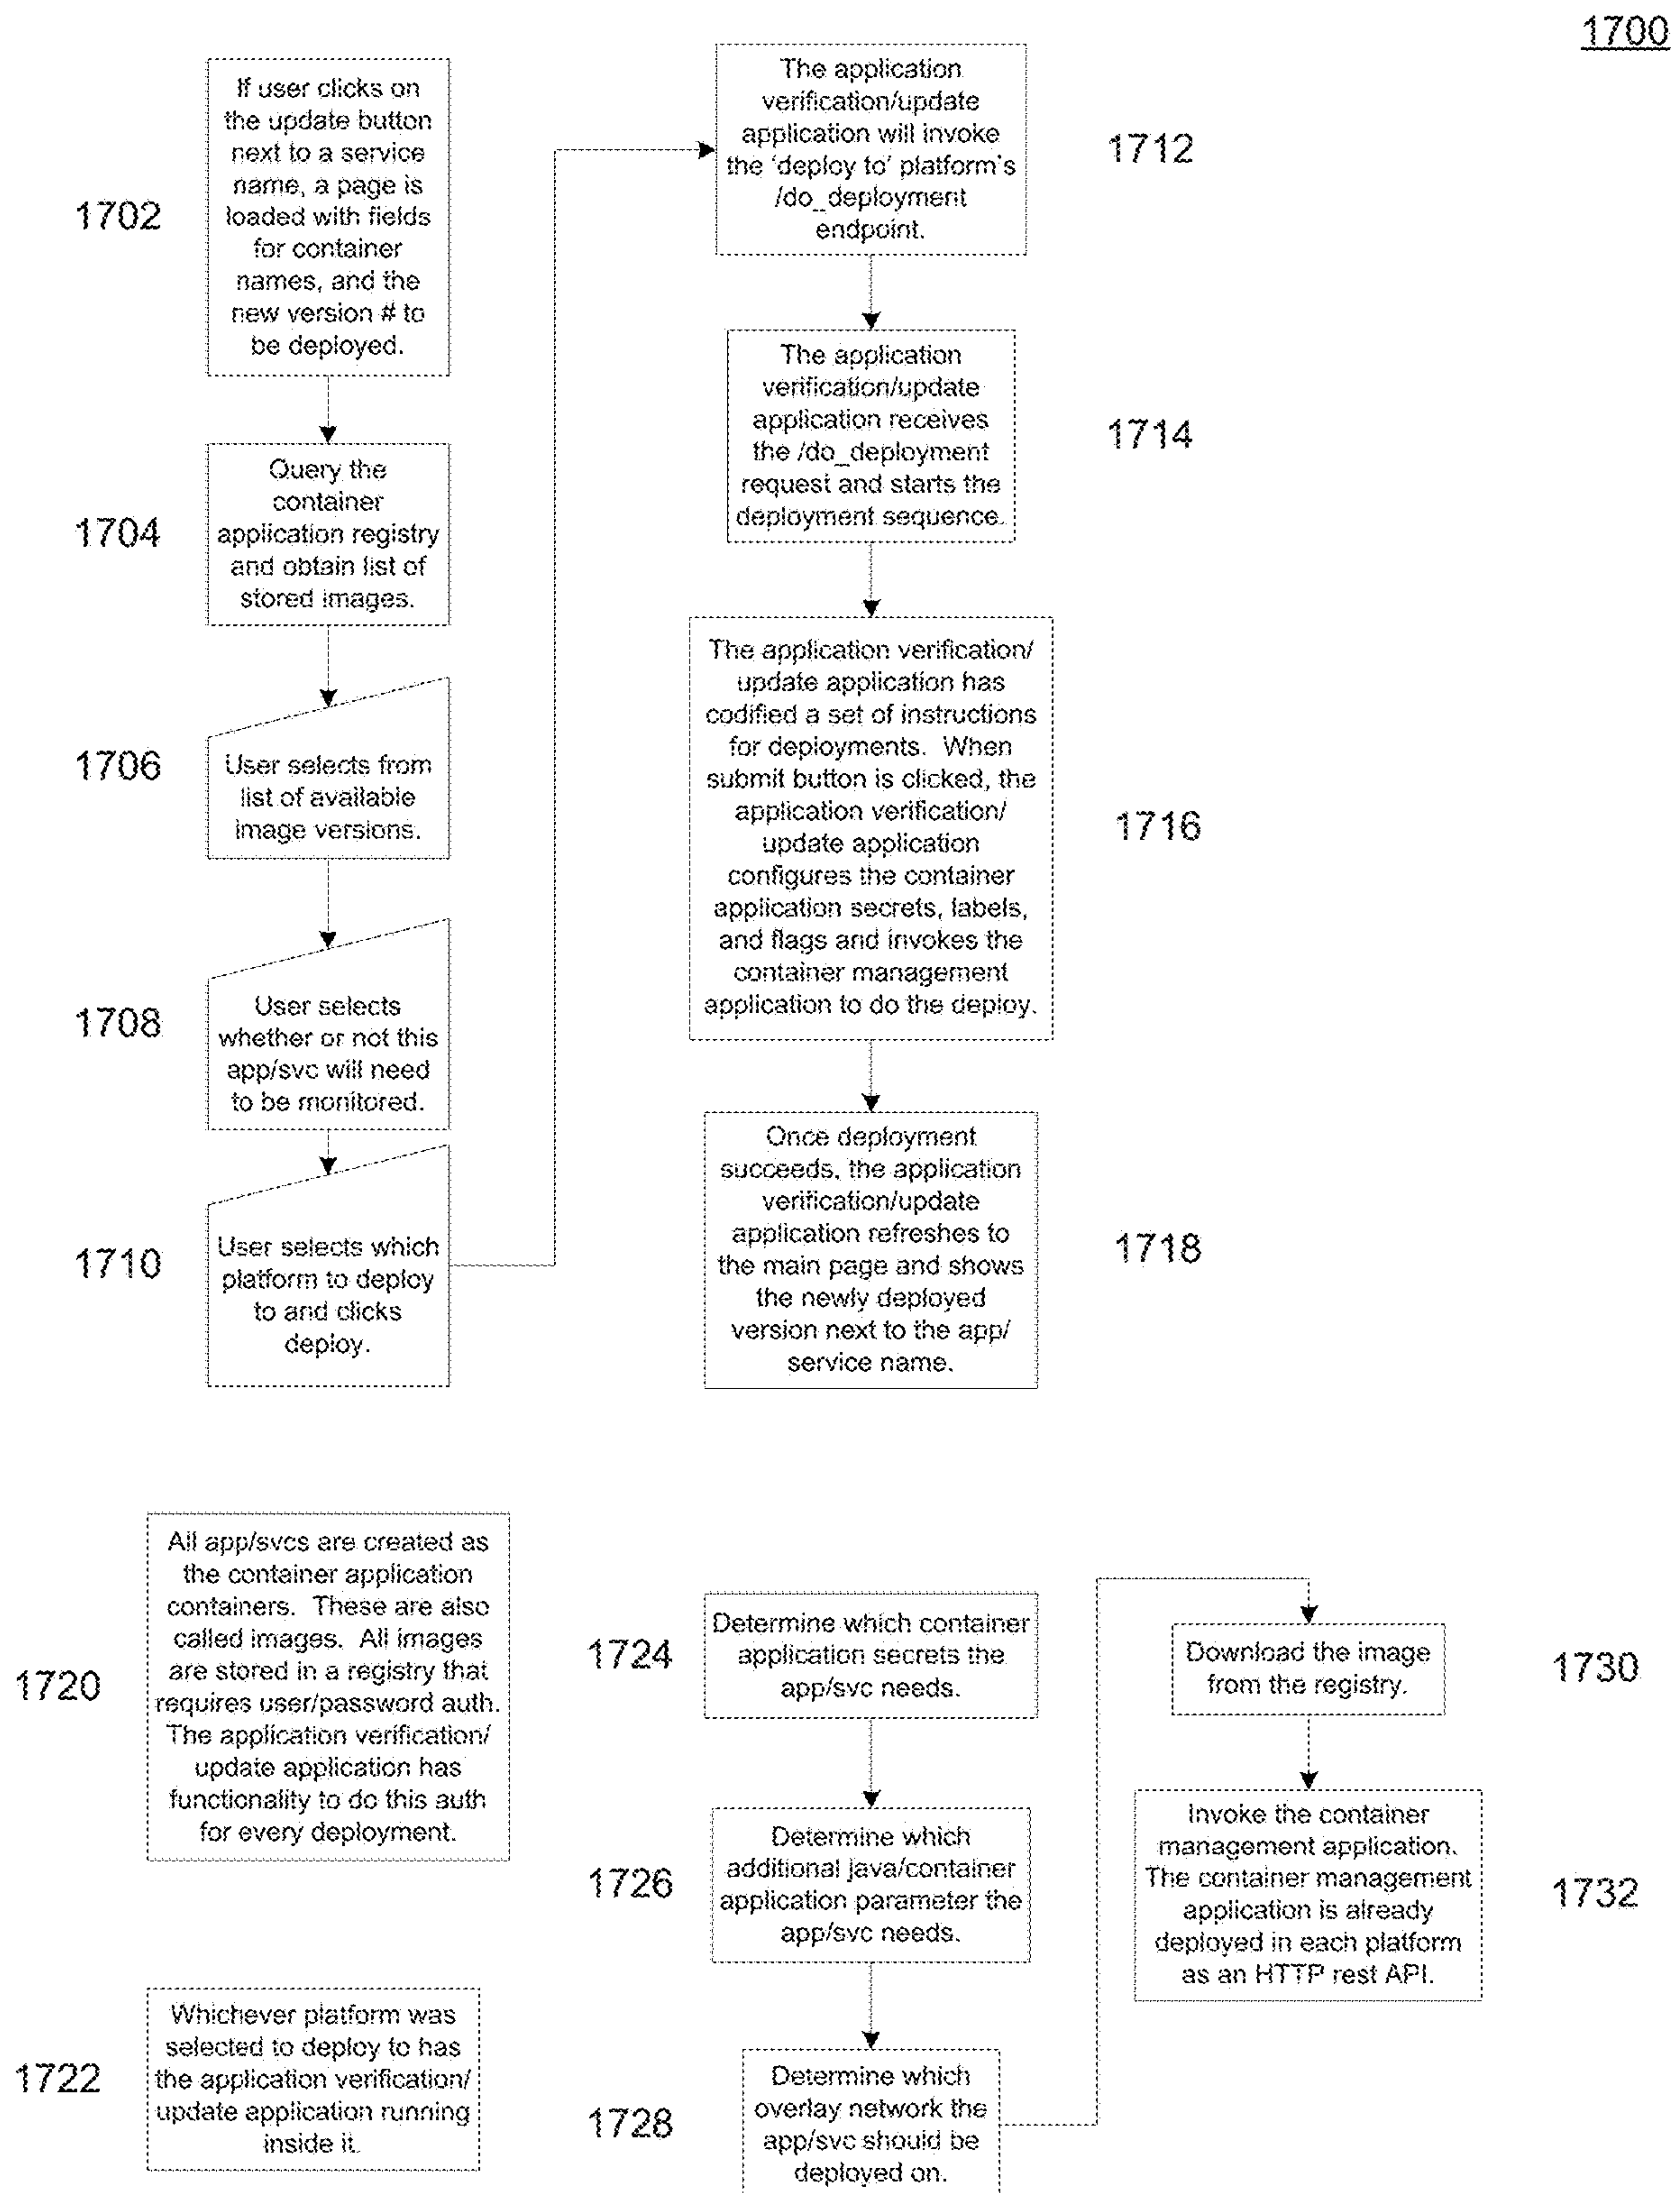 1700
1702
If user clicks on
the update button
next to a service
name, a page is
loaded with fields
for container
names, and the
new version # to
be deployed.
1704
Query the
container
application registry
and obtain list of
stored images.
1706
User selects from
list of available
image versions.
1708
User selects
whether or not this
app/svc will need
to be monitored.
1710
User selects which
platform to deploy
to and clicks
deploy.
The application
verification/update
application will invoke
the 'deploy to' platform's
/do_deployment
endpoint.
1712
The application
verification/update
application receives
the /do_deployment
request and starts the
deployment sequence.
1714
The application verification/
update application has
codified a set of instructions
for deployments. When
submit button is clicked, the
application verification/
update application
configures the container
application secrets, labels,
and flags and invokes the
container management
application to do the deploy.
1716
Once deployment
succeeds, the application
verification/update
application refreshes to
the main page and shows
the newly deployed
version next to the app/
service name.
1718
1720
All app/svcs are created as
the container application
containers. These are also
called images. All images
are stored in a registry that
requires user/password auth.
The application verification/
update application has
functionality to do this auth
for every deployment.
1722
Whichever platform was
selected to deploy to has
the application verification/
update application running
inside it.
1724
Determine which container
application secrets the
app/svc needs.
1726
Determine which
additional java/container
application parameter the
app/svc needs.
1728
Determine which
overlay network the
app/svc should be
deployed on.
Download the image
from the registry.
1730
Invoke the container
management application.
The container management
application is already
deployed in each platform
as an HTTP rest API.
1732